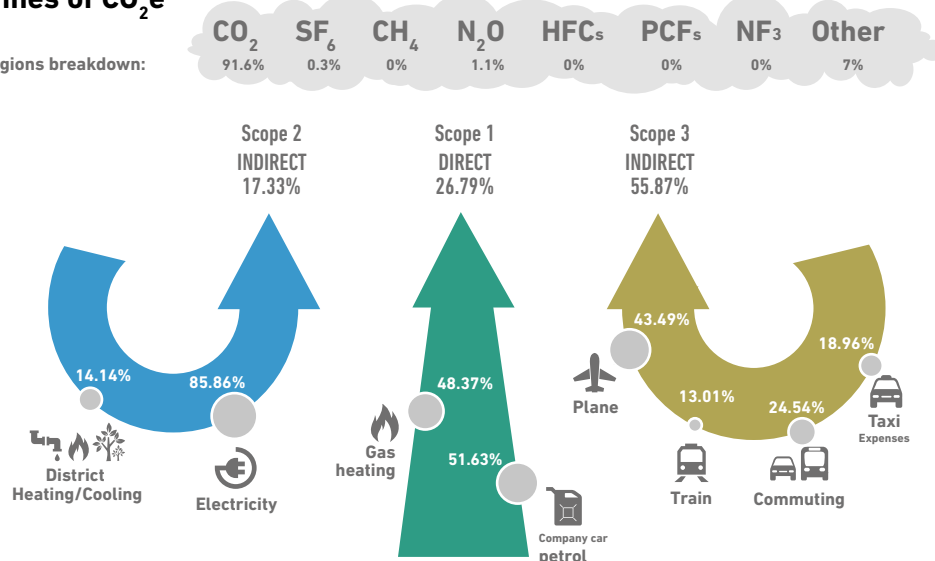 CO2 SF6 CH4 N2O HFCs PCFs NF3 Other
gions breakdown: 91.6% 0.3% 0% 1.1% 0% 0% 0% 7%
Scope 2
INDIRECT
17.33%
Scope 1
DIRECT
26.79%
Scope 3
INDIRECT
55.87%
14.14%
85.86%
District
Heating/Cooling
Electricity
48.37%
Gas
heating
51.63%
Company car
petrol
43.49%
Plane
13.01%
Train
24.54%
Commuting
18.96%
Taxi
Expenses